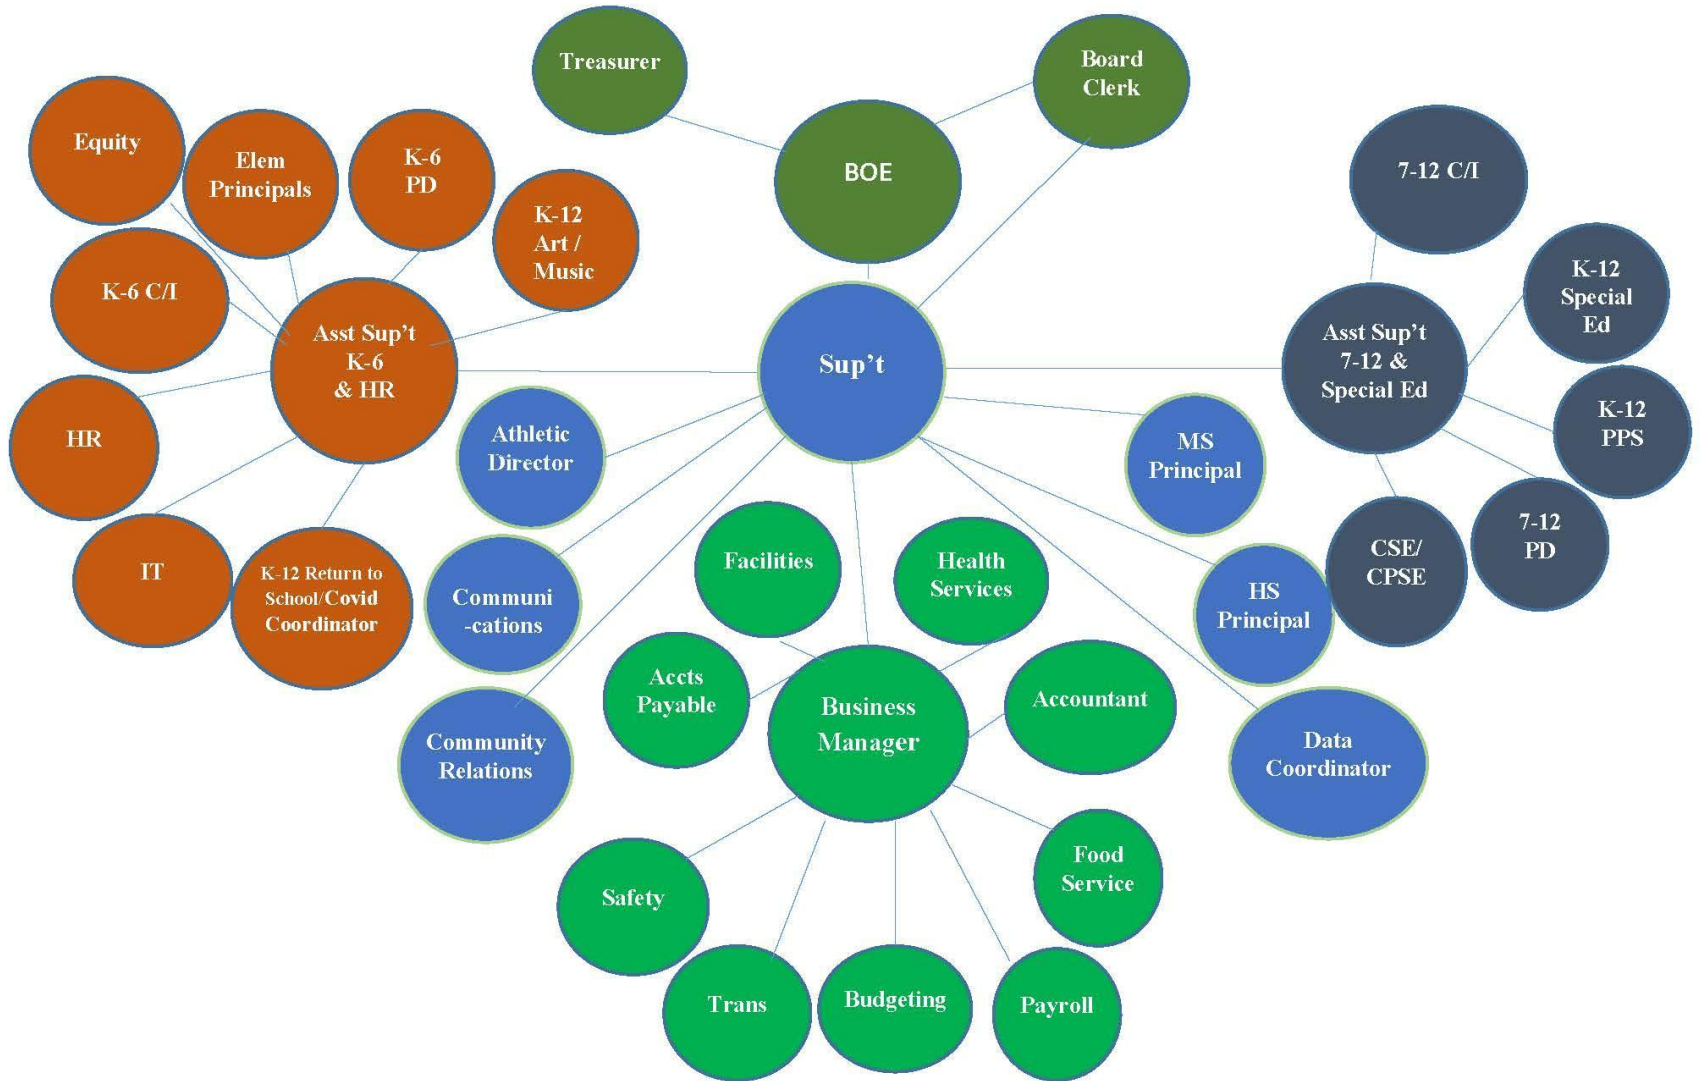 Treasurer
Board
Clerk
BOE
Equity
Elem
Principals
K-6
PD
K-12
Art /
Music
K-6 C/I
Asst Sup't
K-6
& HR
HR
IT
K-12 Return to
School/Covid
Coordinator
Sup't
Athletic
Director
Communi
-cations
Community
Relations
MS
Principal
HS
Principal
Data
Coordinator
7-12 C/I
K-12
Special
Ed
Asst Sup't
7-12 &
Special Ed
K-12
PPS
7-12
PD
CSE/
CPSE
Facilities
Health
Services
Accts
Payable
Business
Manager
Accountant
Food
Service
Safety
Trans
Budgeting
Payroll